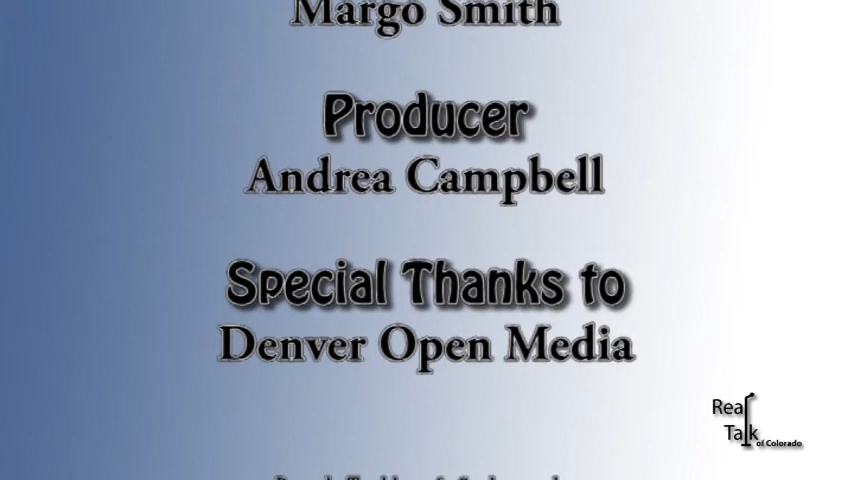 Margo Smith
Producer
Andrea Campbell
Special Thanks to
Denver Open Media
Real
Talk
of Colorado